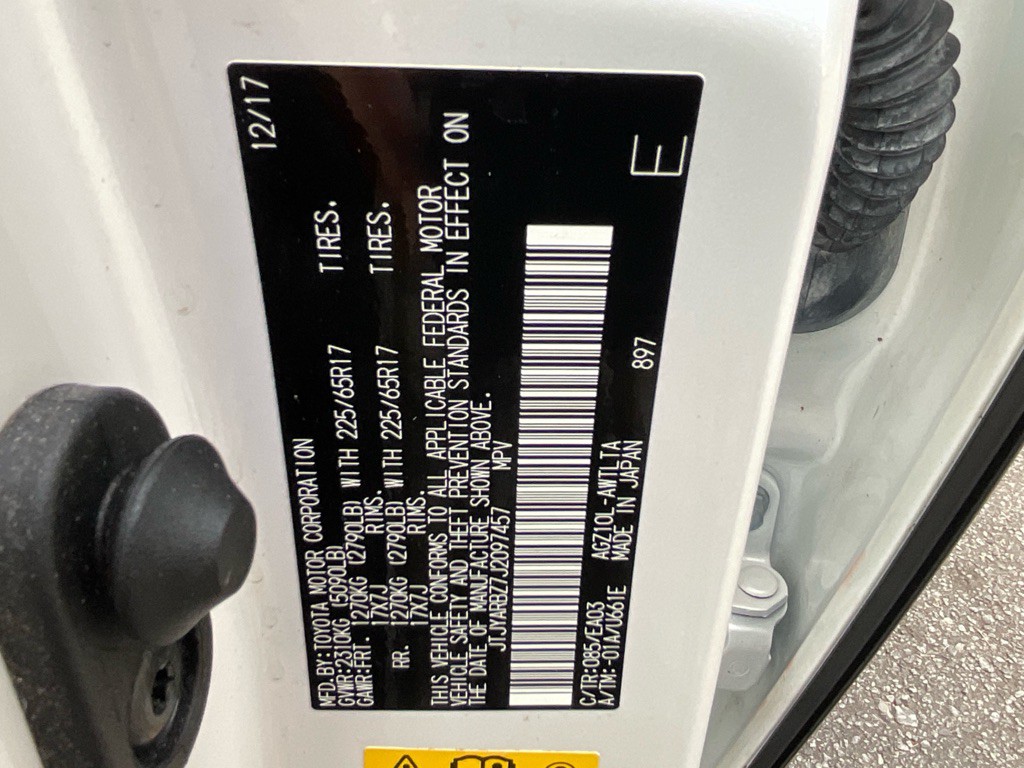 MFD.BY:TOYOTA MOTOR CORPORATION 12/17
GVWR:2310KG (5090LB)
GAWR:FRT. 1270KG (2790LB) WITH 225/65R17 TIRES.
17X7J RIMS.
RR. 1270KG (2790LB) WITH 225/65R17 TIRES.
17X7J RIMS.
THIS VEHICLE CONFORMS TO ALL APPLICABLE FEDERAL MOTOR
VEHICLE SAFETY AND THEFT PREVENTION STANDARDS IN EFFECT ON
THE DATE OF MANUFACTURE SHOWN ABOVE.
JTJYARBZ7J2097457 MPV
C/TR:085/EA03 AGZ10L-AWTLTA 897
A/TM:-01A/U661E MADE IN JAPAN
E